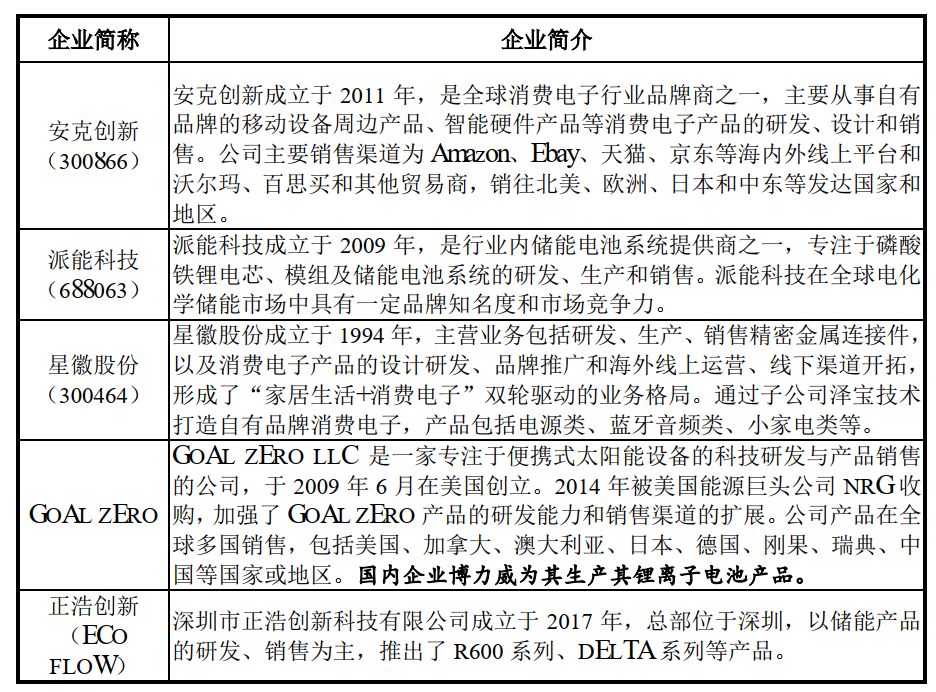 企业简称 企业简介
安克创新
（300866）
安克创新成立于 2011 年，是全球消费电子行业品牌商之一，主要从事自有
品牌的移动设备周边产品、智能硬件产品等消费电子产品的研发、设计和销
售。公司主要销售渠道为 Amazon、Ebay、天猫、京东等海内外线上平台和
沃尔玛、百思买和其他贸易商，销往北美、欧洲、日本和中东等发达国家和
地区。
派能科技
（688063）
派能科技成立于 2009 年，是行业内储能电池系统提供商之一，专注于磷酸
铁锂电芯、模组及储能电池系统的研发、生产和销售。派能科技在全球电化
学储能市场中具有一定品牌知名度和市场竞争力。
星徽股份
（300464）
星徽股份成立于 1994 年，主营业务包括研发、生产、销售精密金属连接件，
以及消费电子产品的设计研发、品牌推广和海外线上运营、线下渠道开拓，
形成了“家居生活+消费电子”双轮驱动的业务格局。通过子公司泽宝技术
打造自有品牌消费电子，产品包括电源类、蓝牙音频类、小家电类等。
GOAL ZERO
GOAL ZERO LLC 是一家专注于便携式太阳能设备的科技研发与产品销售
的公司，于 2009 年 6 月在美国创立。2014 年被美国能源巨头公司 NRG 收
购，加强了 GOAL ZERO 产品的研发能力和销售渠道的扩展。公司产品在全
球多国销售，包括美国、加拿大、澳大利亚、日本、德国、刚果、瑞典、中
国等国家或地区。国内企业博力威为其生产其锂离子电池产品。
正浩创新
（ECO
FLOW）
深圳市正浩创新科技有限公司成立于 2017 年，总部位于深圳，以储能产品
的研发、销售为主，推出了 R600 系列、DELTA 系列等产品。